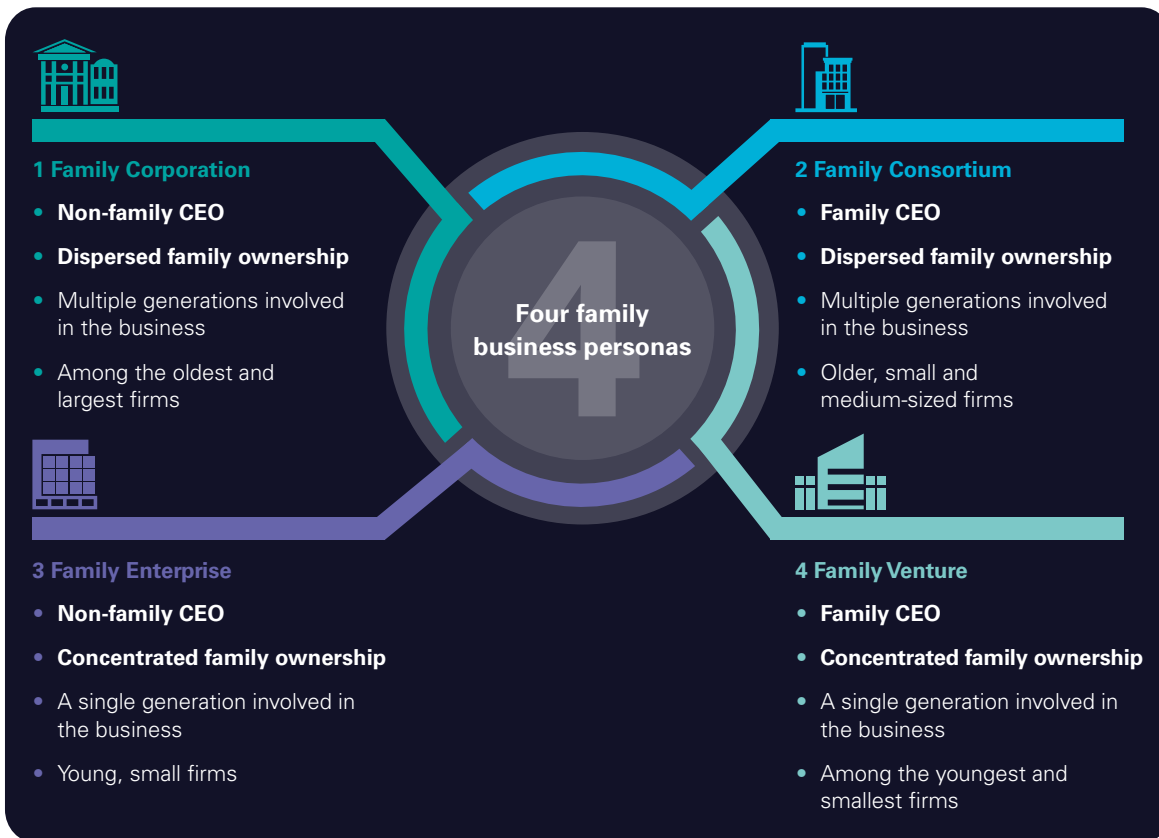 1 Family Corporation
• Non-family CEO
• Dispersed family ownership
• Multiple generations involved
in the business
• Among the oldest and
largest firms
2 Family Consortium
• Family CEO
• Dispersed family ownership
• Multiple generations involved
in the business
• Older, small and
medium-sized firms
4
Four family
business personas
3 Family Enterprise
• Non-family CEO
• Concentrated family ownership
• A single generation involved in
the business
• Young, small firms
4 Family Venture
• Family CEO
• Concentrated family ownership
• A single generation involved in
the business
• Among the youngest and
smallest firms